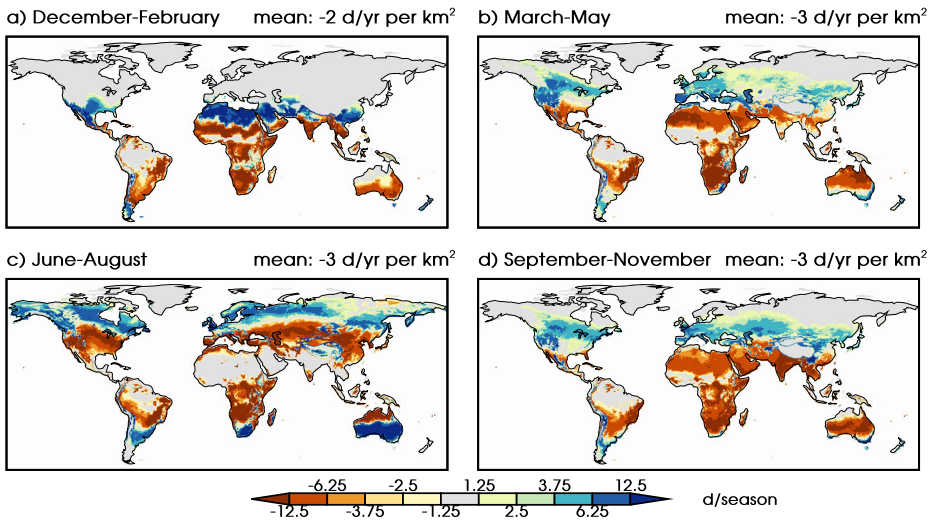 a) December-February mean: -2 d/yr per km²
b) March-May mean: -3 d/yr per km²
c) June-August mean: -3 d/yr per km²
d) September-November mean: -3 d/yr per km²
-6.25 -2.5 1.25 3.75 12.5
-12.5 -3.75 -1.25 2.5 6.25
d/season